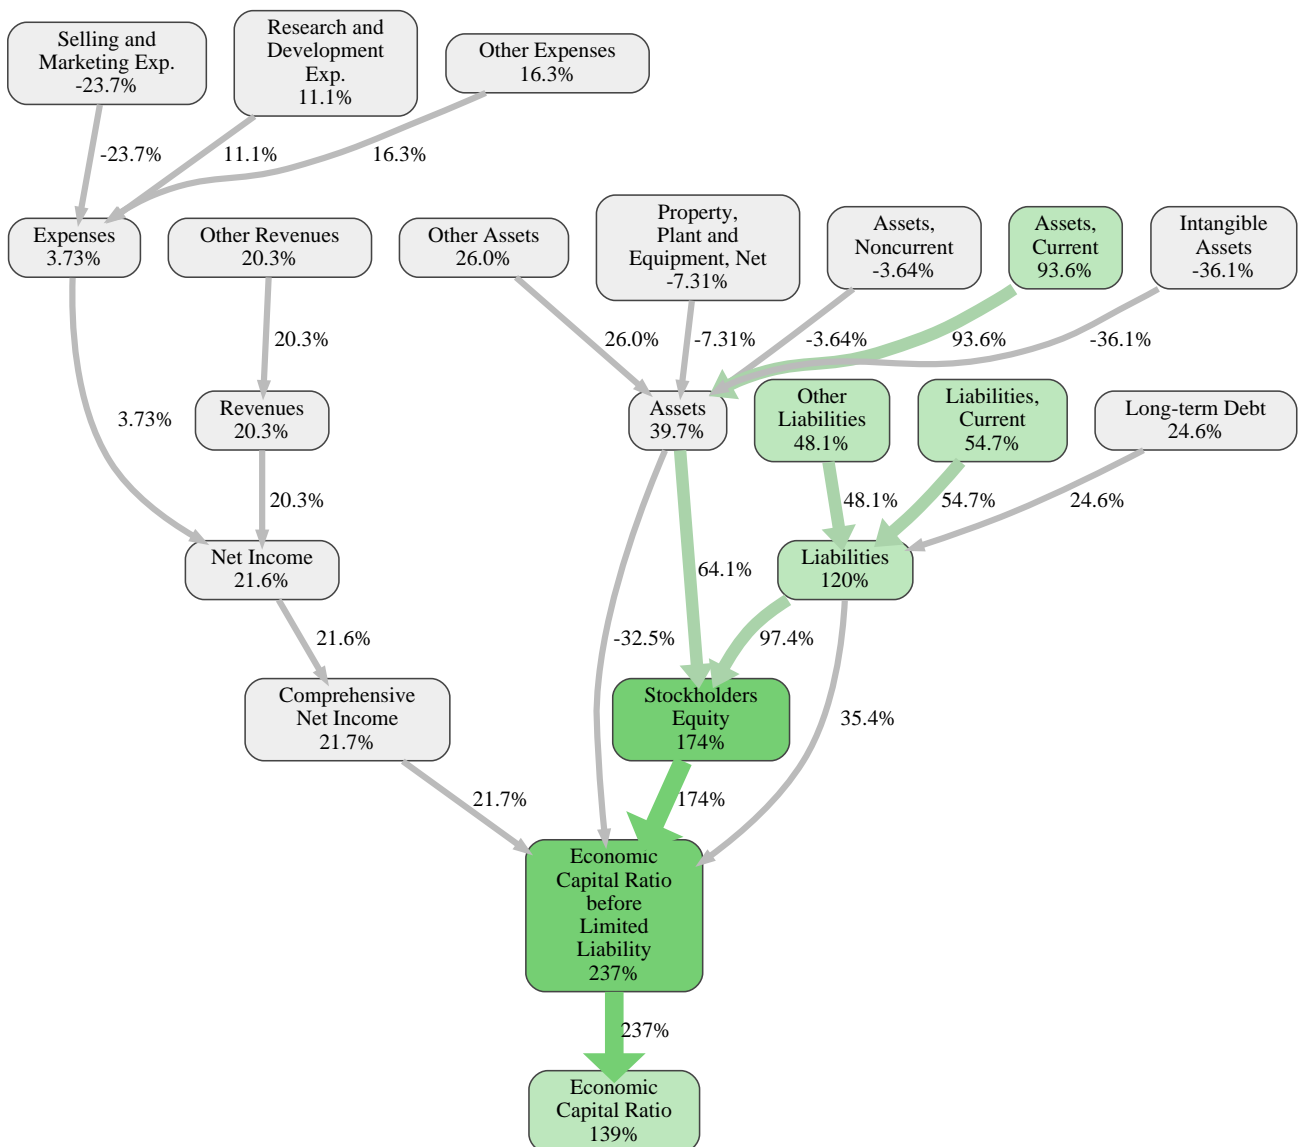 Selling and
Marketing Exp.
-23.7%
Research and
Development
Exp.
11.1%
Other Expenses
16.3%
-23.7%
11.1%
16.3%
Expenses
3.73%
Other Revenues
20.3%
Other Assets
26.0%
Property,
Plant and
Equipment, Net
-7.31%
Assets,
Noncurrent
-3.64%
Assets,
Current
93.6%
Intangible
Assets
-36.1%
20.3%
26.0%
-7.31%
-3.64%
93.6%
-36.1%
3.73%
Revenues
20.3%
Assets
39.7%
Other
Liabilities
48.1%
Liabilities,
Current
54.7%
Long-term Debt
24.6%
20.3%
48.1%
54.7%
24.6%
Net Income
21.6%
64.1%
Liabilities
120%
21.6%
-32.5%
97.4%
Comprehensive
Net Income
21.7%
Stockholders
Equity
174%
35.4%
21.7%
174%
Economic
Capital Ratio
before
Limited
Liability
237%
237%
Economic
Capital Ratio
139%